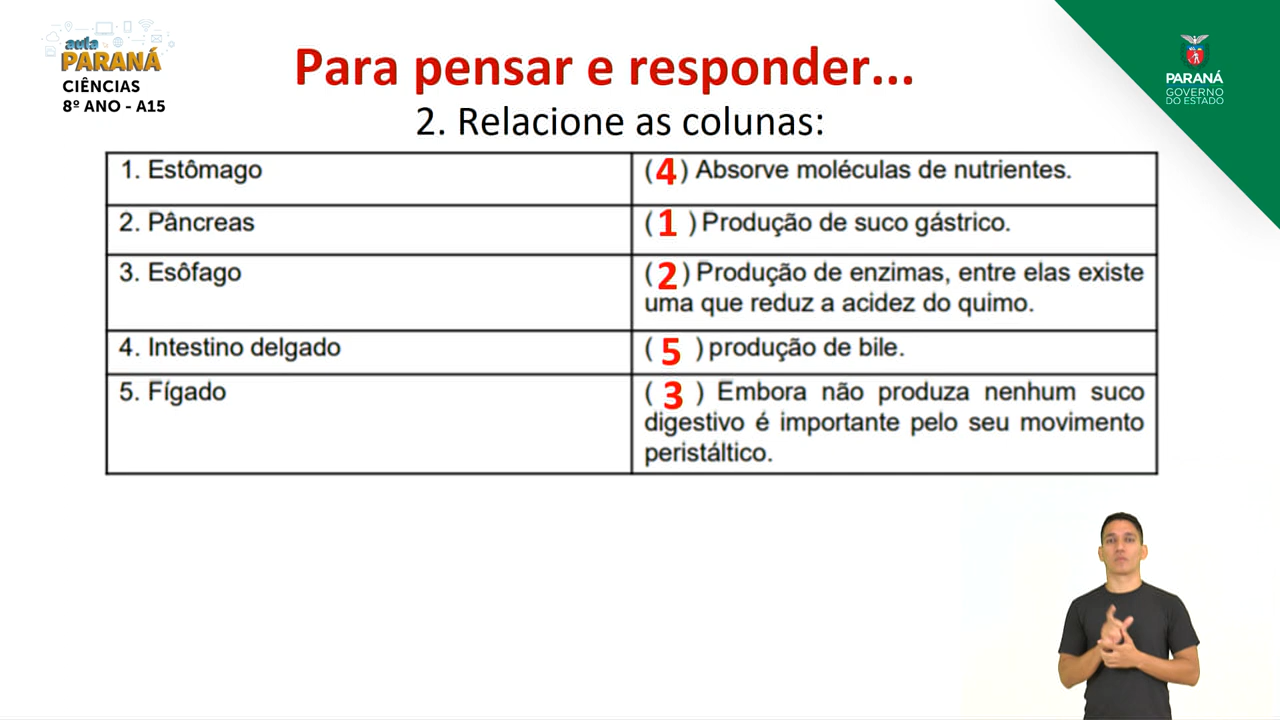 aula
PARANÁ
CIÊNCIAS
8º ANO - A15
Para pensar e responder...
2. Relacione as colunas:
PARANÁ
GOVERNO
DO ESTADO
1. Estômago
(4) Absorve moléculas de nutrientes.
2. Pâncreas
( 1 ) Produção de suco gástrico.
3. Esôfago
(2) Produção de enzimas, entre elas existe
uma que reduz a acidez do quimo.
4. Intestino delgado
( 5 ) produção de bile.
5. Fígado
( 3 ) Embora não produza nenhum suco
digestivo é importante pelo seu movimento
peristáltico.